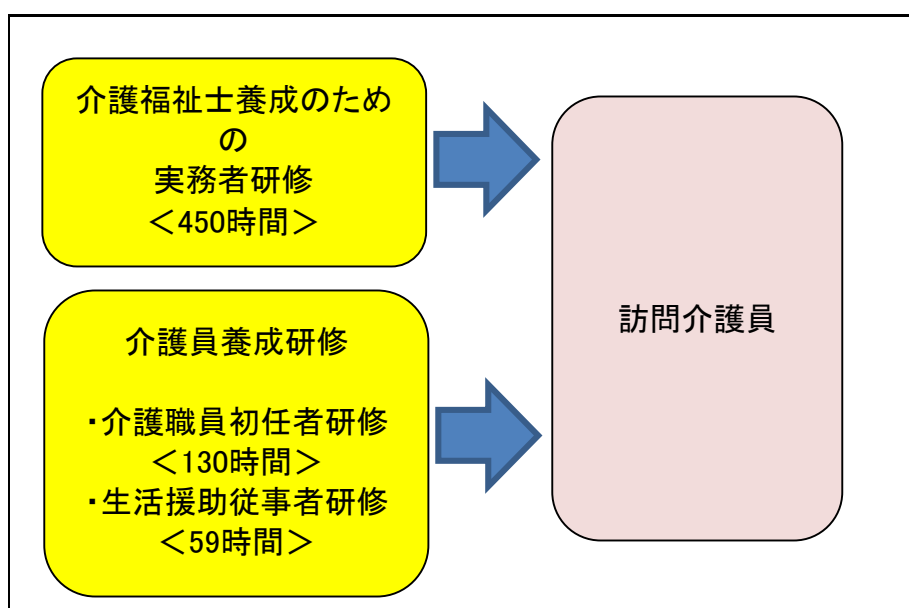 介護福祉士養成のため
の
実務者研修
＜450時間＞
介護員養成研修
・介護職員初任者研修
＜130時間＞
・生活援助従事者研修
＜59時間＞
訪問介護員